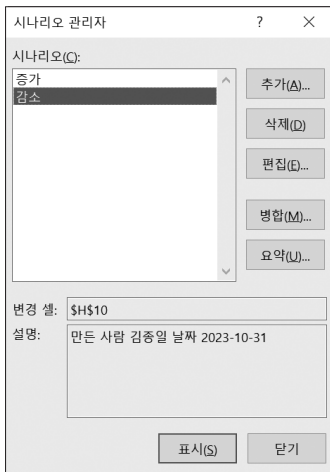 시나리오 관리자 ? ×
시나리오(C):
증가
감소
추가(A)...
삭제(D)
편집(E)...
병합(M)...
요약(U)...
변경 셀: $H$10
설명: 만든 사람 김종일 날짜 2023-10-31
표시(S) 닫기